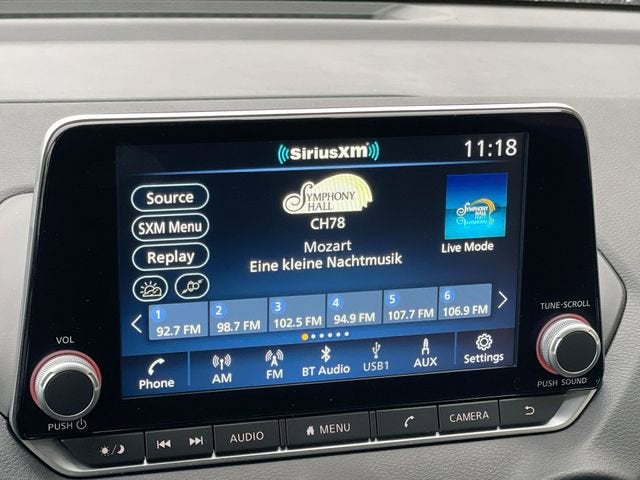 SiriusXM
11:18
Source
SXM Menu
Replay
SYMPHONY
HALL
CH78
Mozart
Eine kleine Nachtmusik
SYMPHONY
HALL
Live Mode
1 92.7 FM
2 98.7 FM
3 102.5 FM
4 94.9 FM
5 107.7 FM
6 106.9 FM
Phone
AM
FM
BT Audio
USB1
AUX
Settings
VOL
PUSH
TUNE·SCROLL
PUSH SOUND
AUDIO
MENU
CAMERA